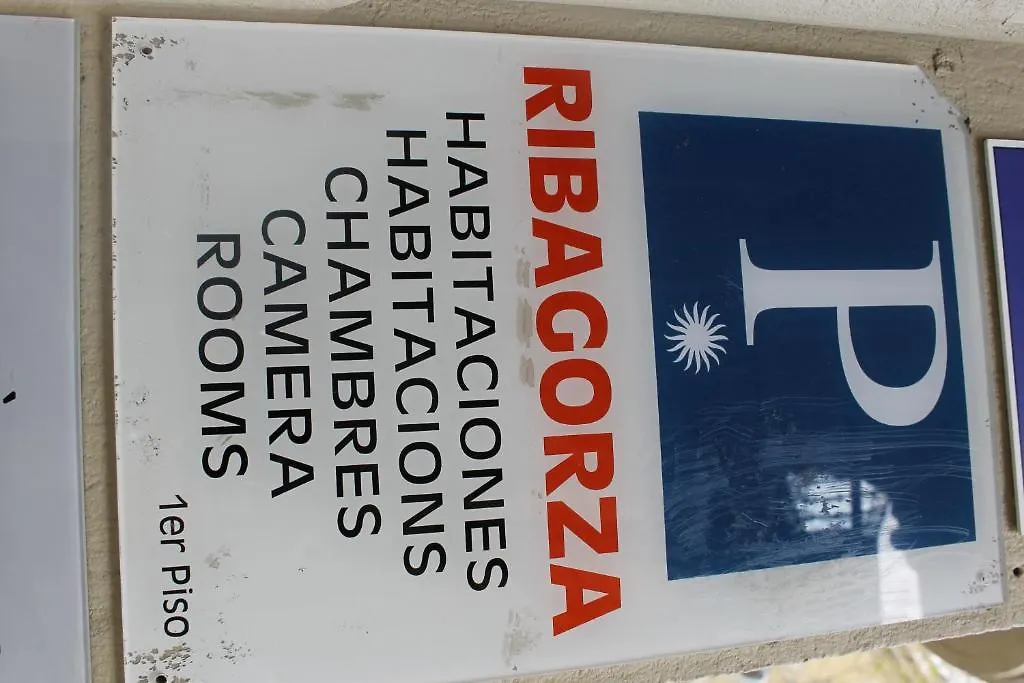 P
RIBAGORZA
HABITACIONES
HABITACIONS
CHAMBRES
CAMERA
ROOMS
1er Piso